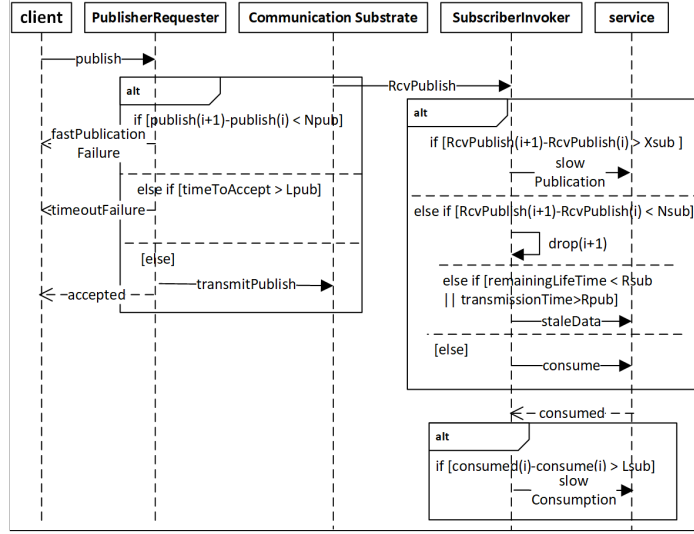 client
PublisherRequester
Communication Substrate
SubscriberInvoker
service
publish
RcvPublish
alt
if [publish(i+1)-publish(i) < Npub]
fastPublication
Failure
else if [timeToAccept > Lpub]
timeoutFailure
[else]
transmitPublish
accepted
alt
if [RcvPublish(i+1)-RcvPublish(i) > Xsub ]
slow
Publication
else if [RcvPublish(i+1)-RcvPublish(i) < Nsub]
drop(i+1)
else if [remainingLifeTime < Rsub
|| transmissionTime>Rpub]
staleData
[else]
consume
consumed
alt
if [consumed(i)-consume(i) > Lsub]
slow
Consumption